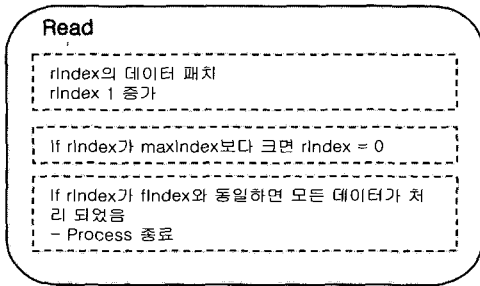 Read
rIndex의 데이터 패치
rIndex 1 증가
If rIndex가 maxIndex보다 크면 rIndex = 0
If rIndex가 fIndex와 동일하면 모든 데이터가 처
리 되었음
- Process 종료